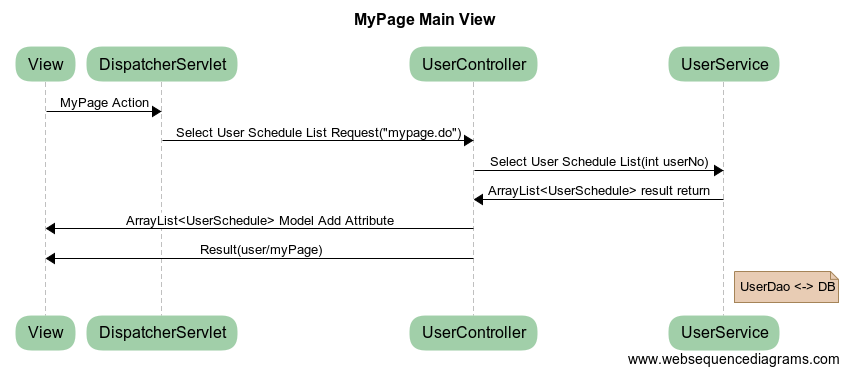 MyPage Main View
View
DispatcherServlet
UserController
UserService
MyPage Action
Select User Schedule List Request("mypage.do")
Select User Schedule List(int userNo)
ArrayList<UserSchedule> result return
ArrayList<UserSchedule> Model Add Attribute
Result(user/myPage)
UserDao <-> DB
View
DispatcherServlet
UserController
UserService
www.websequencediagrams.com